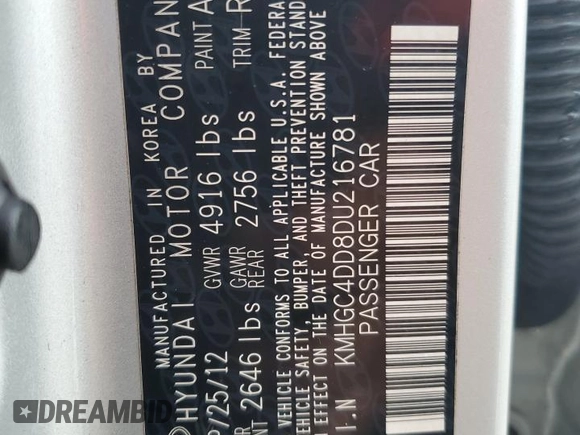 MANUFACTURED IN KOREA BY
HYUNDAI MOTOR COMPAN
P/25/12 GVWR 4916 lbs PAINT A
2646 lbs GAWR REAR 2756 lbs TRIM R
VEHICLE CONFORMS TO ALL APPLICABLE U.S.A. FEDERA
VEHICLE SAFETY, BUMPER, AND THEFT PREVENTION STAND
ON DATE OF MANUFACTURE SHOWN ABOVE
I.N KMHGC4DD8DU216781
PASSENGER CAR
DREAMBID